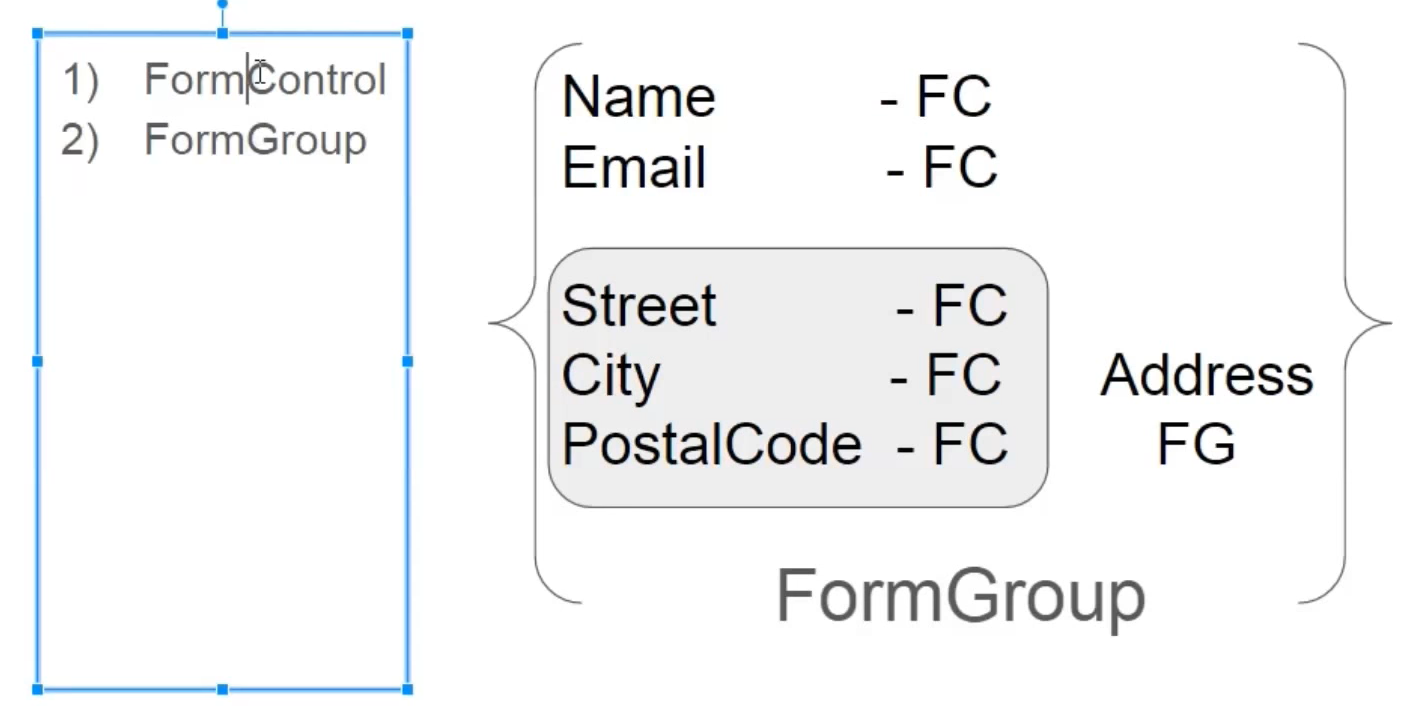 1) FormControl
2) FormGroup
Name - FC
Email - FC
Street - FC
City - FC
PostalCode - FC
Address
FG
FormGroup